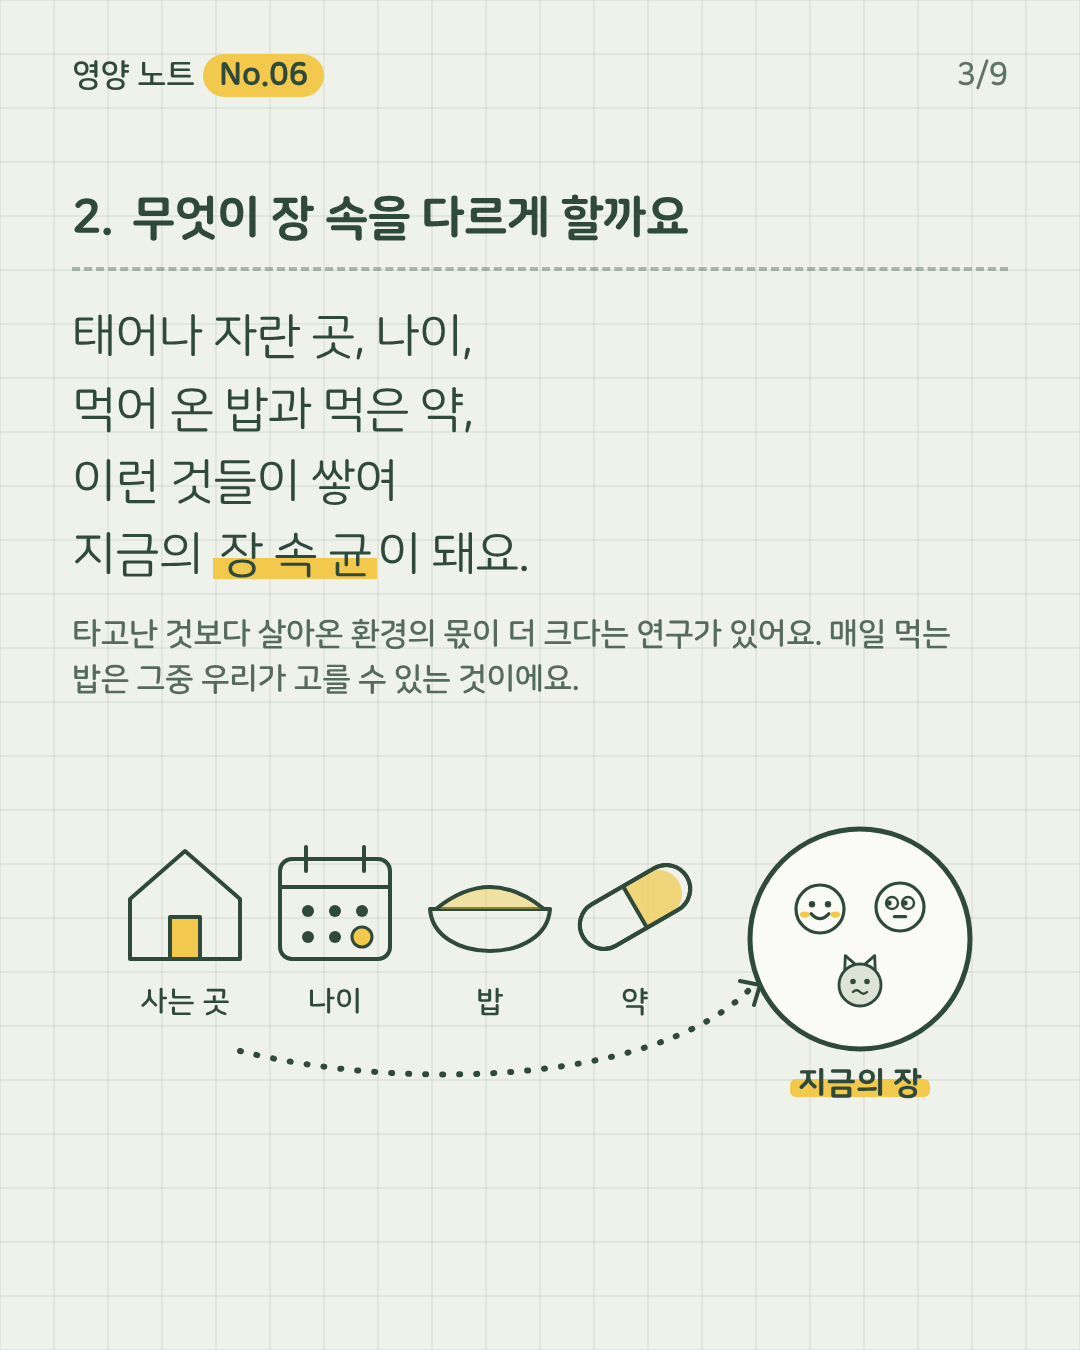 영양 노트 No.06
3/9
2. 무엇이 장 속을 다르게 할까요
태어나 자란 곳, 나이,
먹어 온 밥과 먹은 약,
이런 것들이 쌓여
지금의 장 속 균이 돼요.
타고난 것보다 살아온 환경의 몫이 더 크다는 연구가 있어요. 매일 먹는
밥은 그중 우리가 고를 수 있는 것이에요.
사는 곳
나이
밥
약
지금의 장